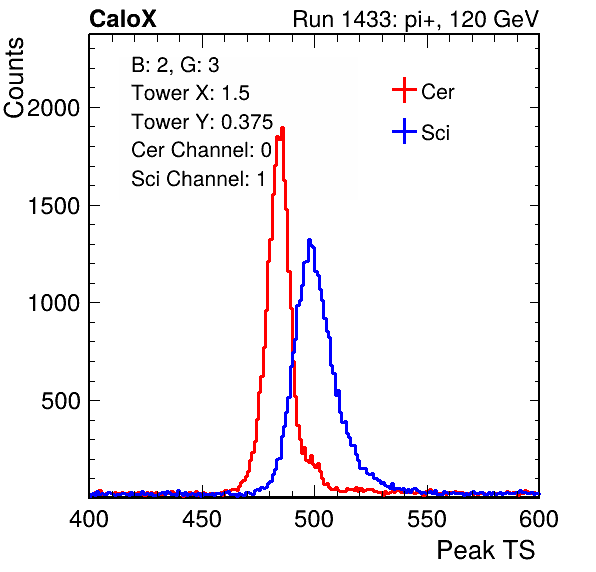 CaloX Run 1433: pi+, 120 GeV
Counts
B: 2, G: 3
Tower X: 1.5
Tower Y: 0.375
Cer Channel: 0
Sci Channel: 1
Cer
Sci
2000
1500
1000
500
400 450 500 550 600
Peak TS